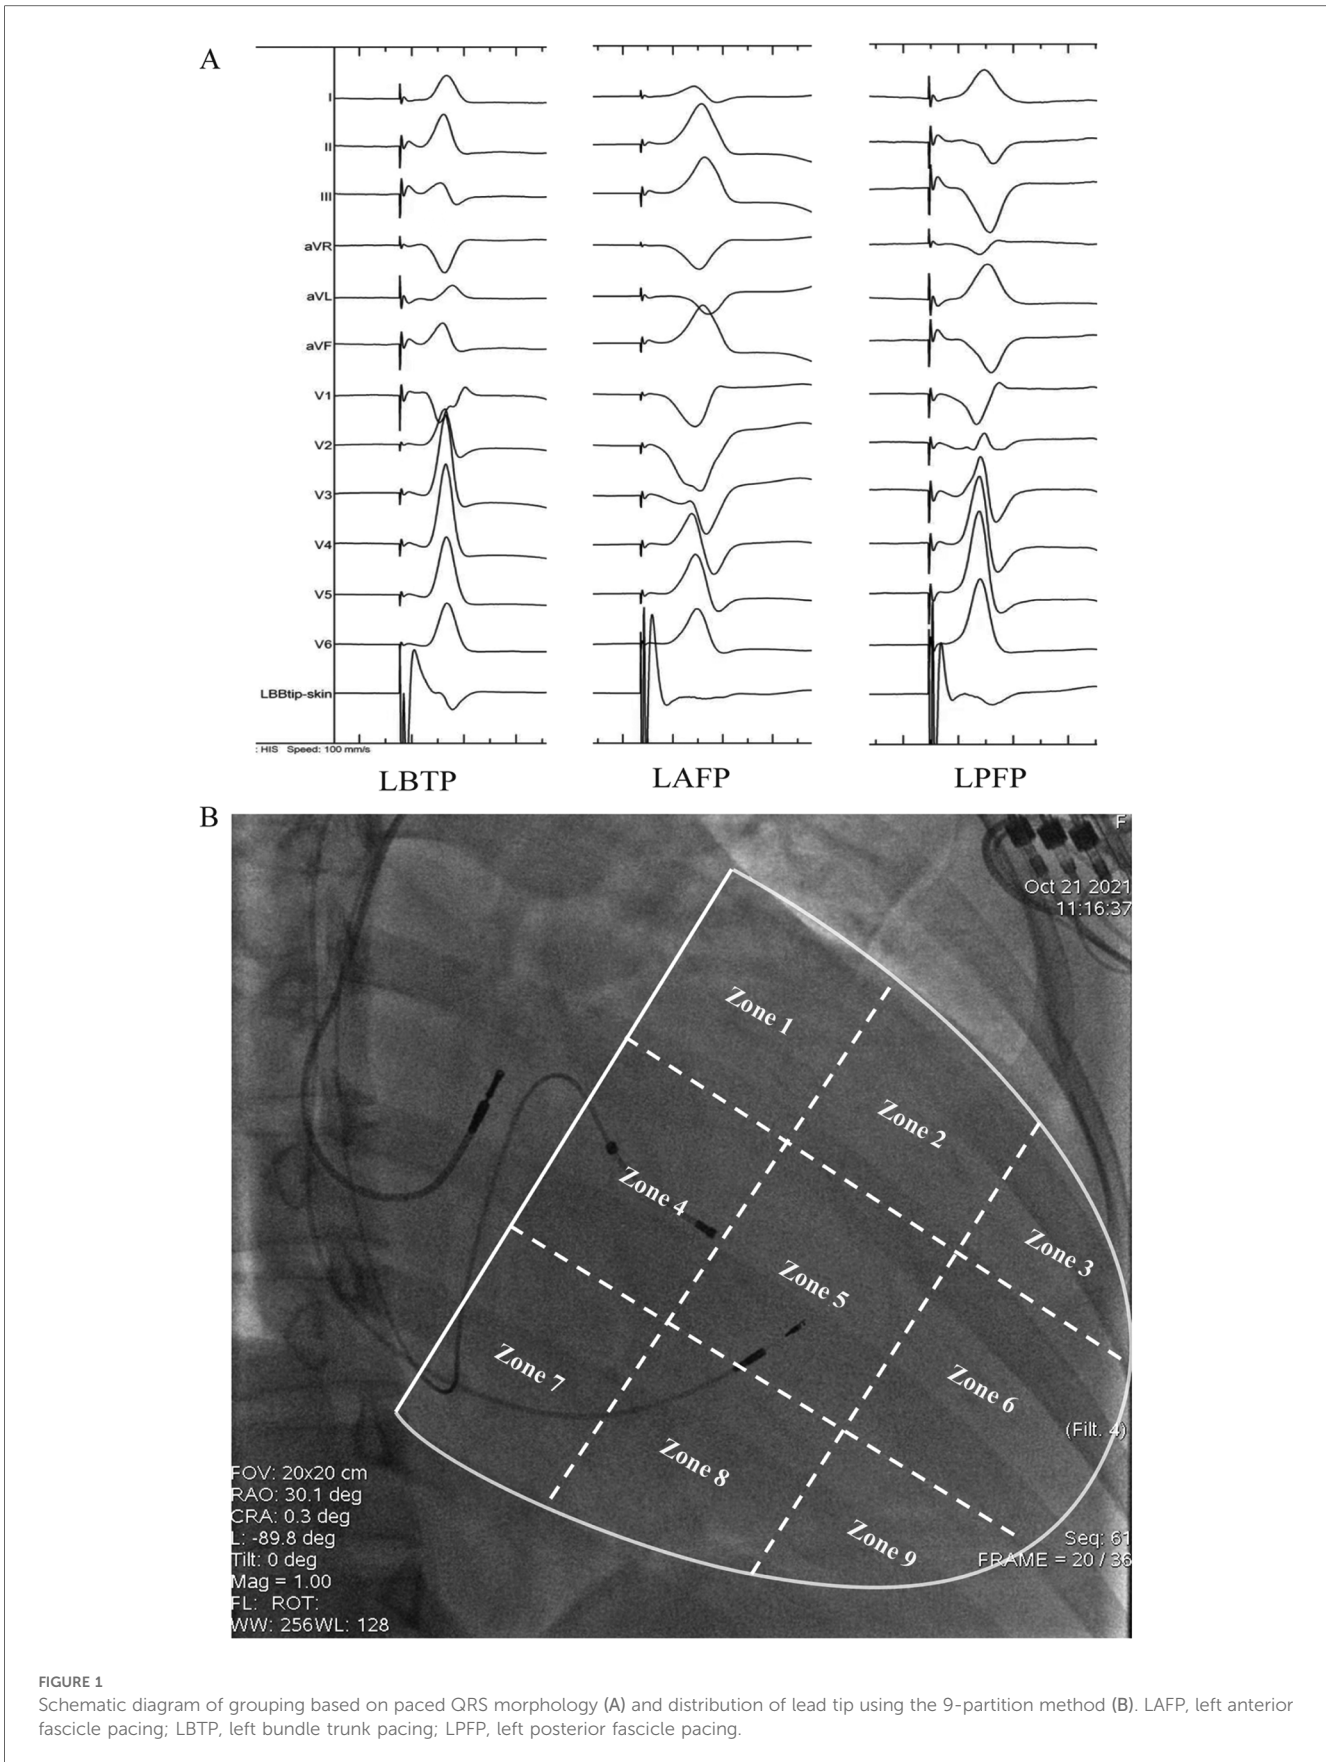 A
I
II
III
aVR
aVL
aVF
V1
V2
V3
V4
V5
V6
LBBtip-skin
: HIS Speed: 100 mm/s
LBTP LAFP LPFP
B
F
Oct 21 2021
11:16:37
Zone 1
Zone 2
Zone 3
Zone 4
Zone 5
Zone 6
Zone 7
Zone 8
Zone 9
(Filt. 4)
FOV: 20x20 cm
RAO: 30.1 deg
CRA: 0.3 deg
L: -89.8 deg
Tilt: 0 deg
Mag = 1.00
FL: ROT:
WW: 256WL: 128
Seq: 61
FRAME = 20 / 36
FIGURE 1
Schematic diagram of grouping based on paced QRS morphology (A) and distribution of lead tip using the 9-partition method (B). LAFP, left anterior
fascicle pacing; LBTP, left bundle trunk pacing; LPFP, left posterior fascicle pacing.